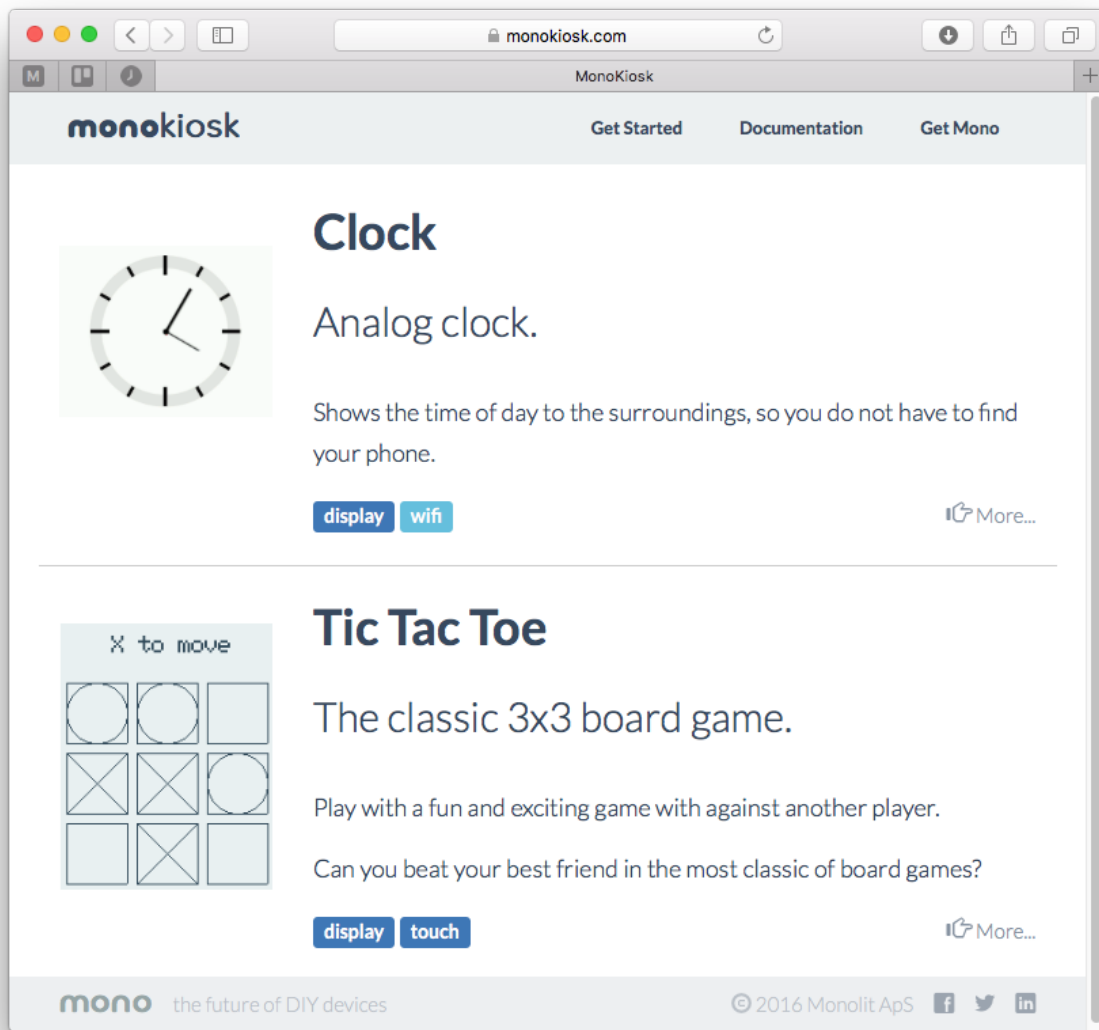 monokiosk.com
M
MonoKiosk
monokiosk
Get Started
Documentation
Get Mono
Clock
Analog clock.
Shows the time of day to the surroundings, so you do not have to find
your phone.
display wifi
More...
X to move
Tic Tac Toe
The classic 3x3 board game.
Play with a fun and exciting game with against another player.
Can you beat your best friend in the most classic of board games?
display touch
More...
mono the future of DIY devices
© 2016 Monolit ApS f in